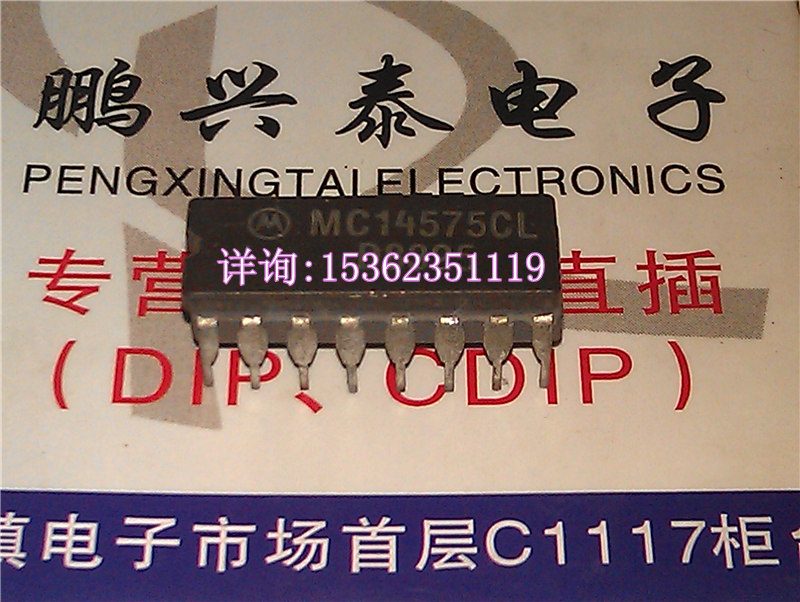 鹏兴泰电子
PENGXINGTAI ELECTRONICS
MC14575CL
详询:15362351119
专营 直插
(DIP、CDIP)
电子市场首层C1117柜